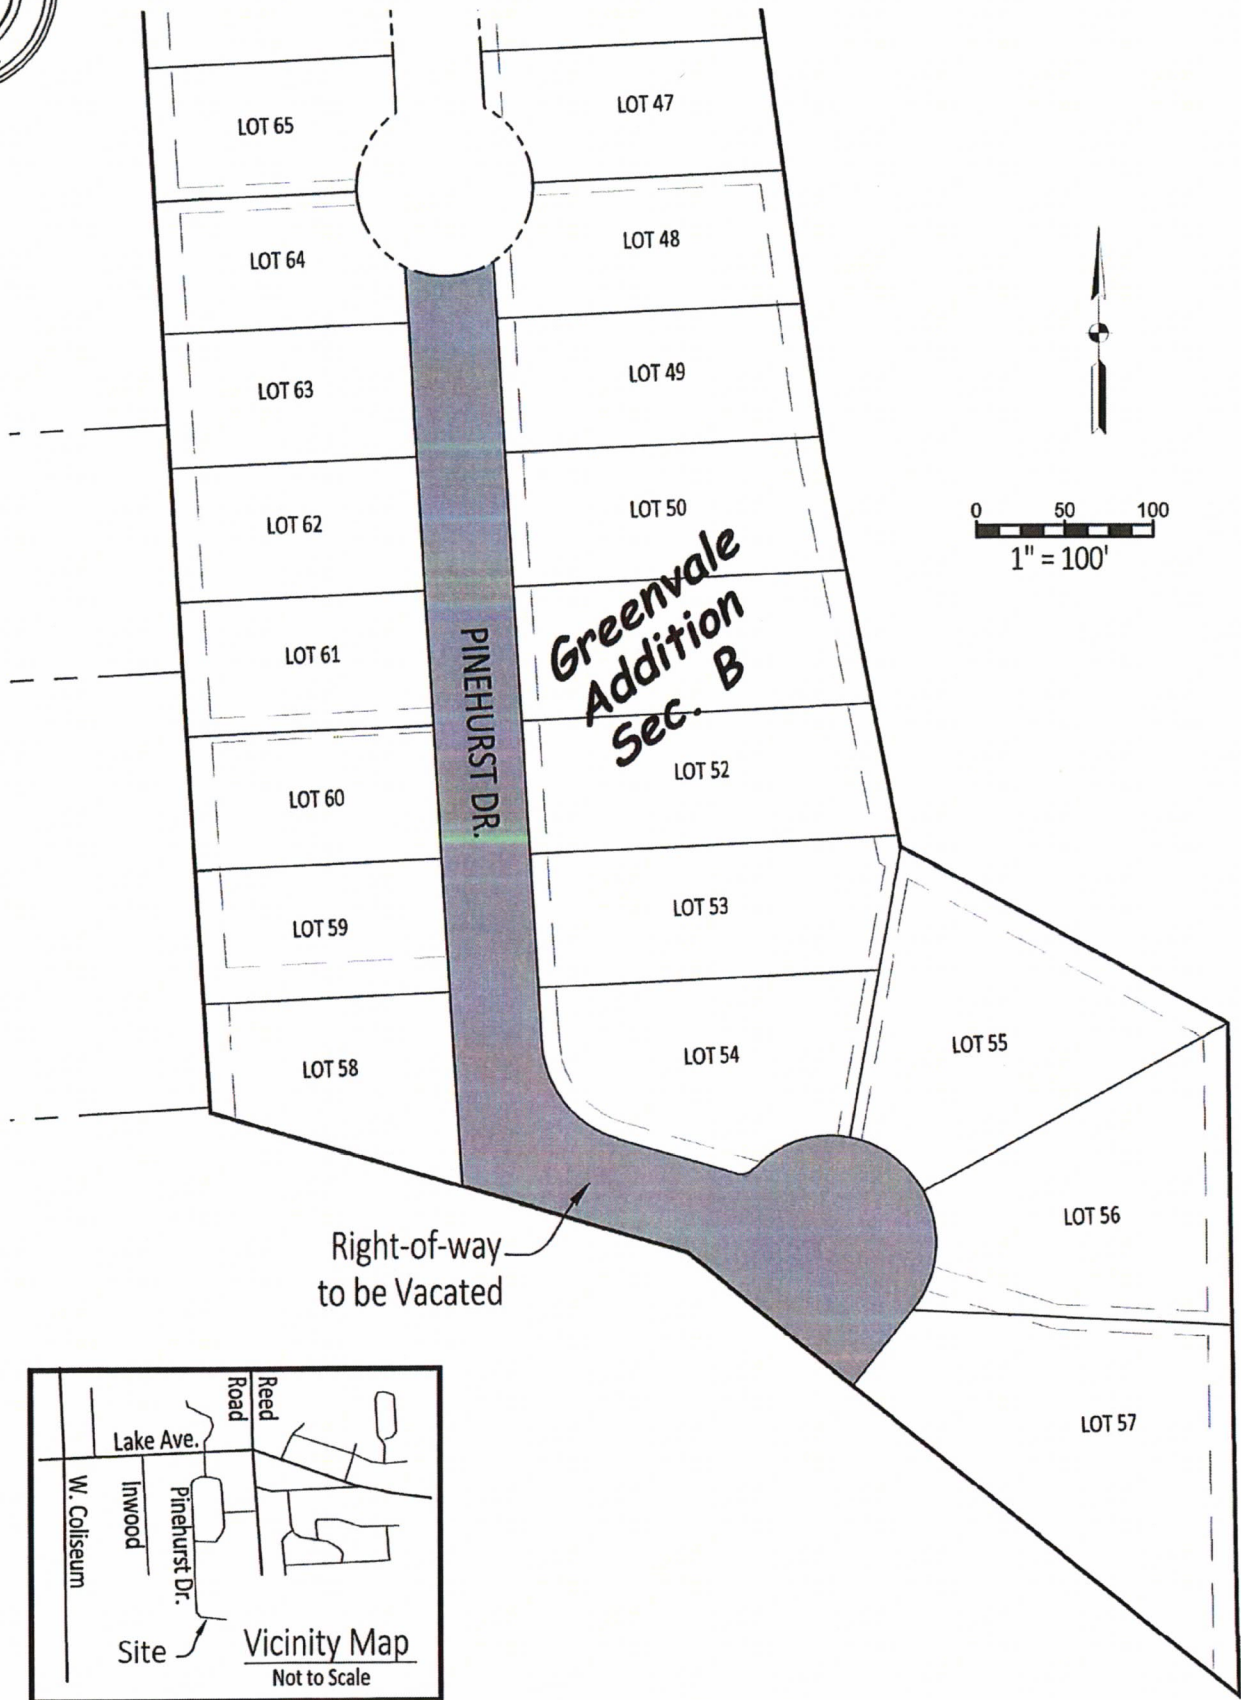 LOT 65
LOT 47
LOT 64
LOT 48
LOT 63
LOT 49
LOT 62
LOT 50
0 50 100
1" = 100'
LOT 61
PINEHURST DR.
Greenvale
Addition
Sec. B
LOT 60
LOT 52
LOT 59
LOT 53
LOT 58
LOT 54
LOT 55
LOT 56
LOT 57
Right-of-way
to be Vacated
Reed
Road
Lake Ave.
W. Coliseum
Inwood
Pinehurst Dr.
Site
Vicinity Map
Not to Scale